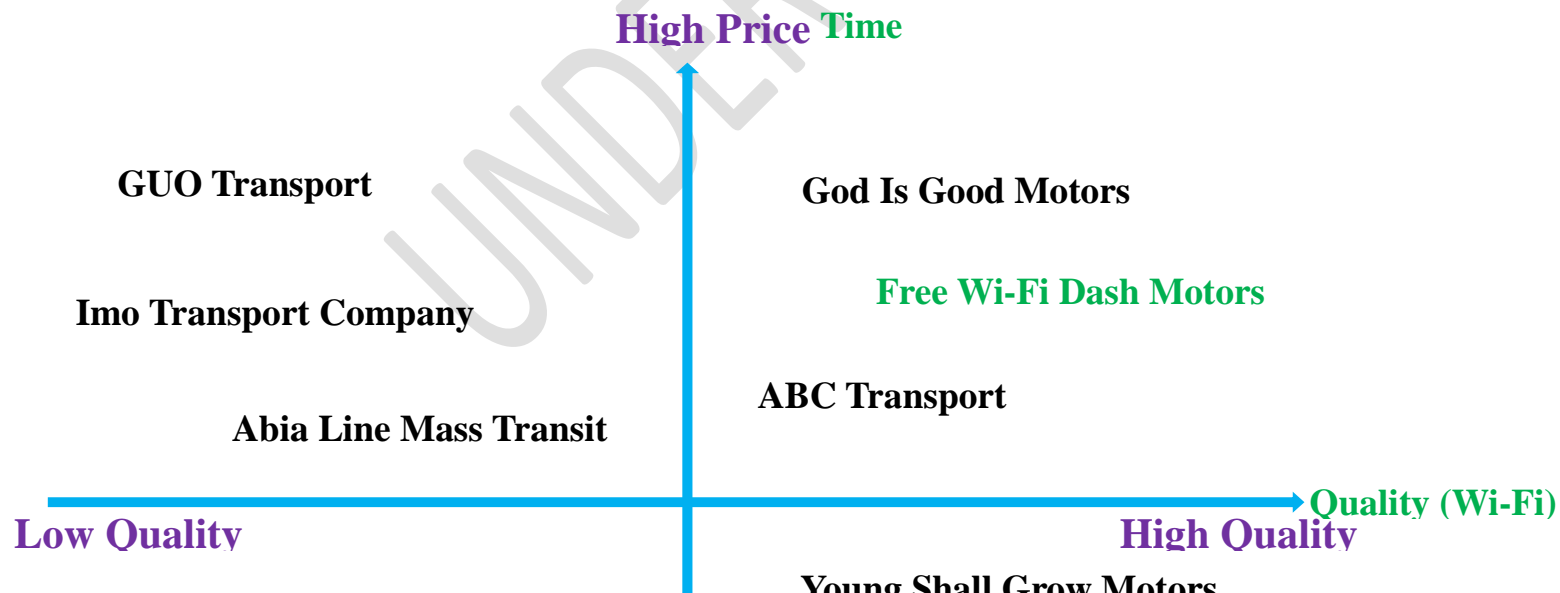 High Price Time
GUO Transport
God Is Good Motors
Free Wi-Fi Dash Motors
Imo Transport Company
ABC Transport
Abia Line Mass Transit
Quality (Wi-Fi)
Low Quality
High Quality
Young Shall Grow Motors
UNDER